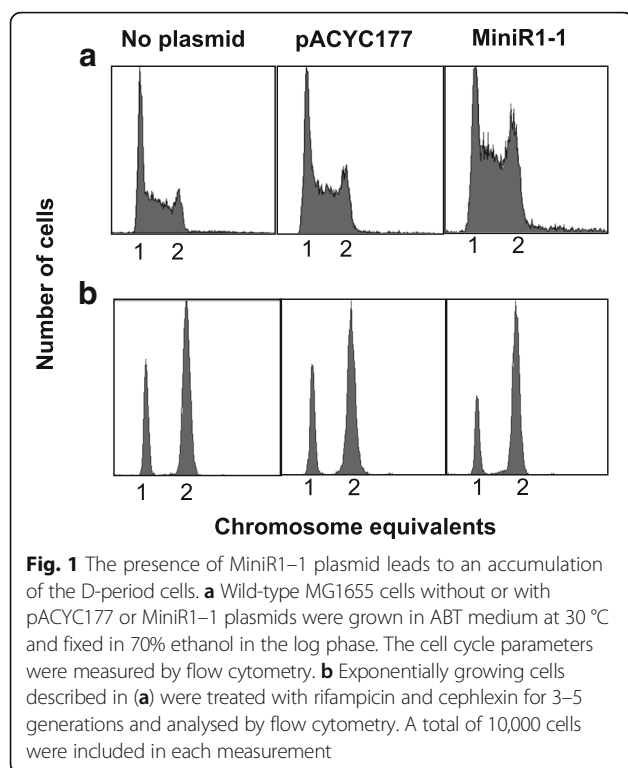 No plasmid pACYC177 MiniR1-1
a
1 2 1 2 1 2
Number of cells
b
1 2 1 2 1 2
Chromosome equivalents
Fig. 1 The presence of MiniR1–1 plasmid leads to an accumulation
of the D-period cells. a Wild-type MG1655 cells without or with
pACYC177 or MiniR1–1 plasmids were grown in ABT medium at 30 °C
and fixed in 70% ethanol in the log phase. The cell cycle parameters
were measured by flow cytometry. b Exponentially growing cells
described in (a) were treated with rifampicin and cephlexin for 3–5
generations and analysed by flow cytometry. A total of 10,000 cells
were included in each measurement